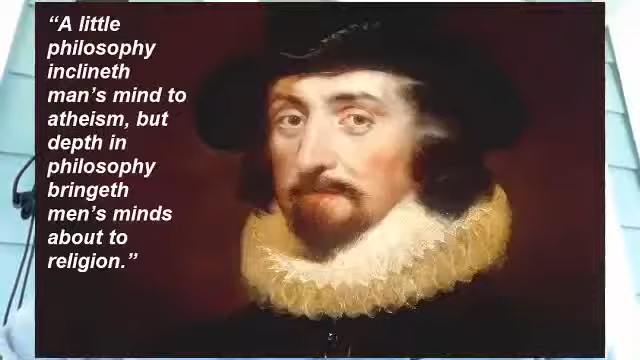 “A little
philosophy
inclineth
man’s mind to
atheism, but
depth in
philosophy
bringeth
men’s minds
about to
religion.”